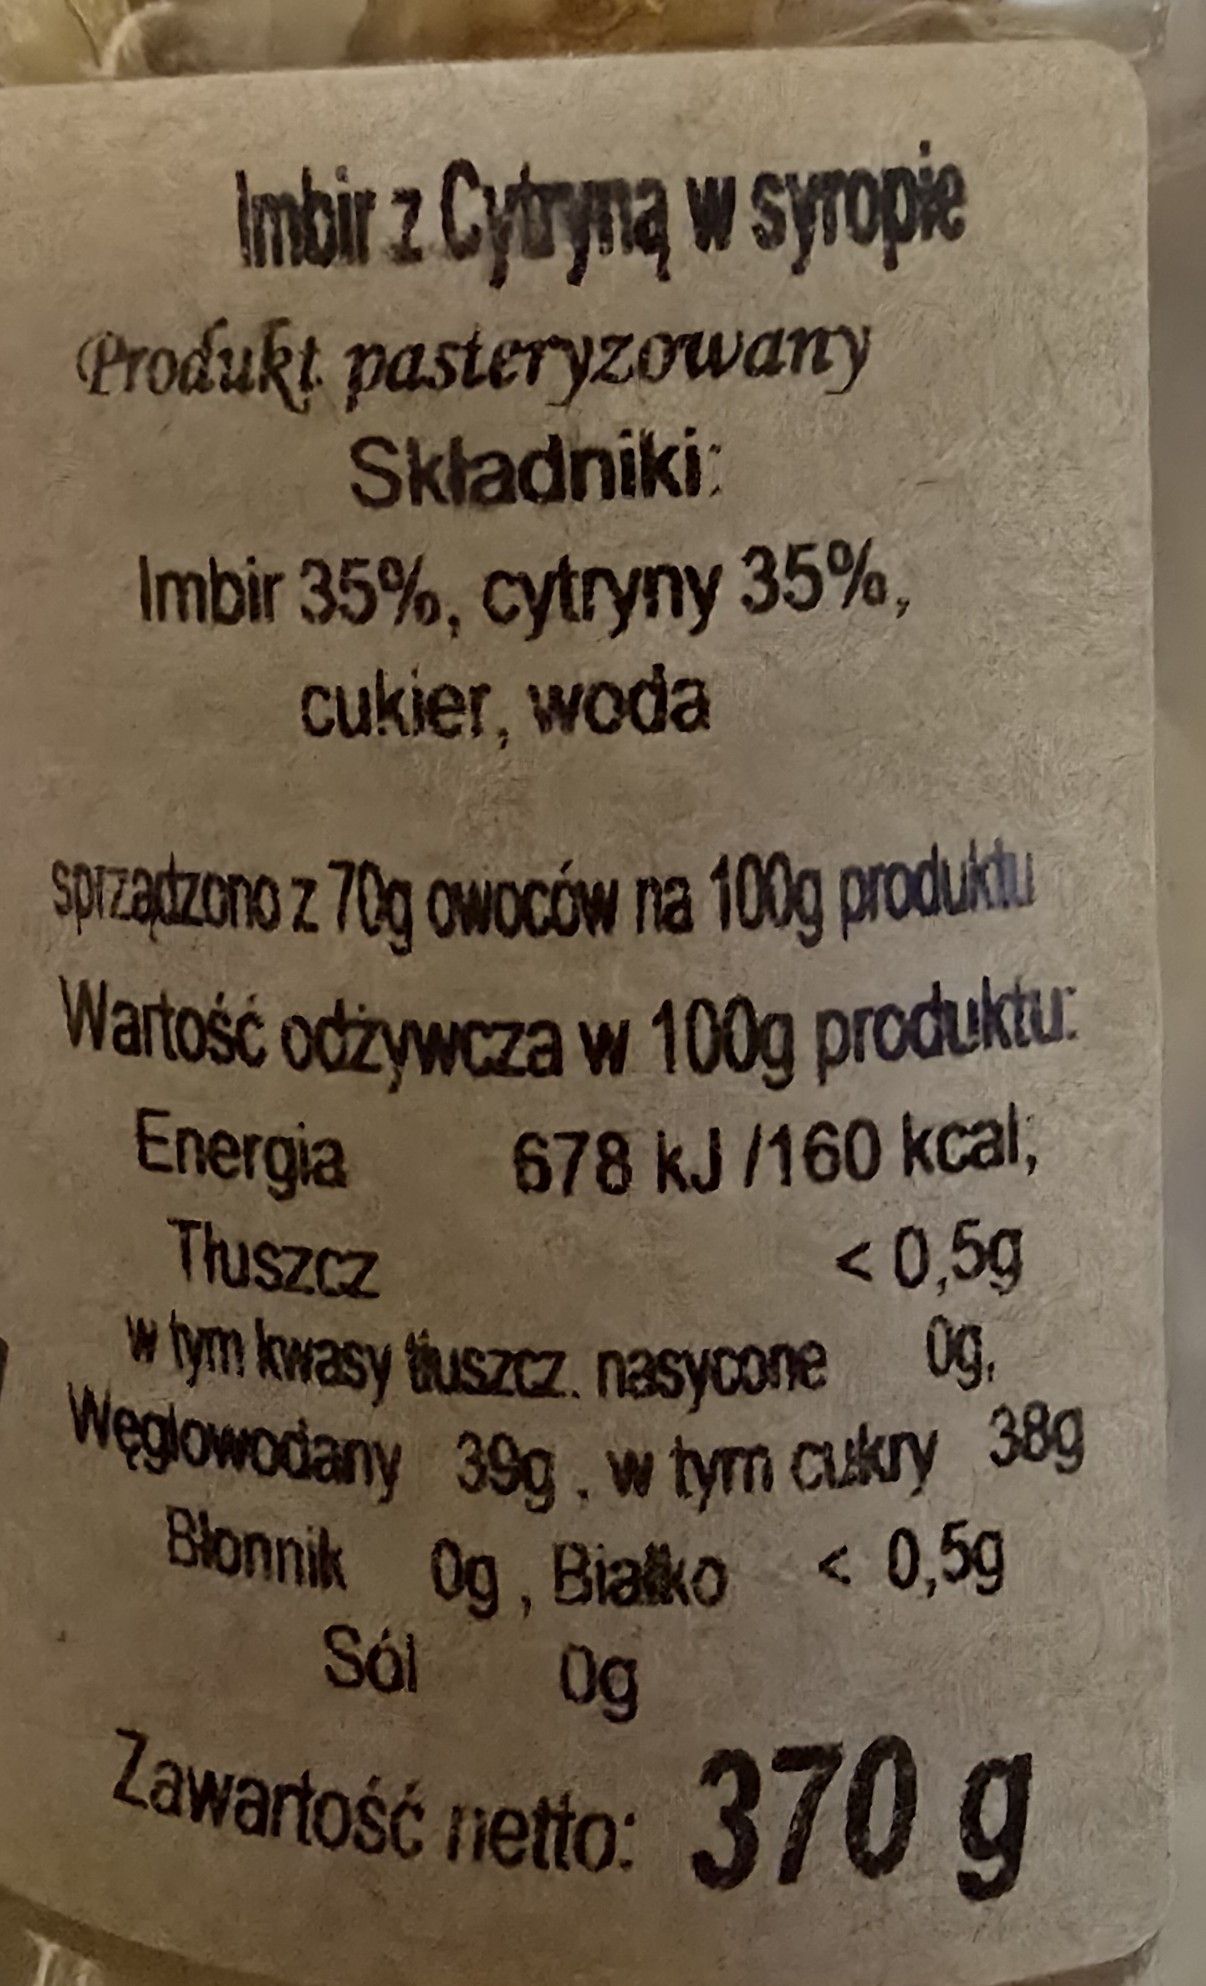 Imbir z Cytryną w syropie
Produkt pasteryzowany
Składniki:
Imbir 35%, cytryny 35%,
cukier, woda
sprządzono z 70g owoców na 100g produktu
Wartość odżywcza w 100g produktu:
Energia 678 kJ /160 kcal;
Tłuszcz < 0,5g
w tym kwasy tłuszcz. nasycone 0g,
Węglowodany 39g , w tym cukry 38g
Błonnik 0g , Białko < 0,5g
Sól 0g
Zawartość netto: 370 g